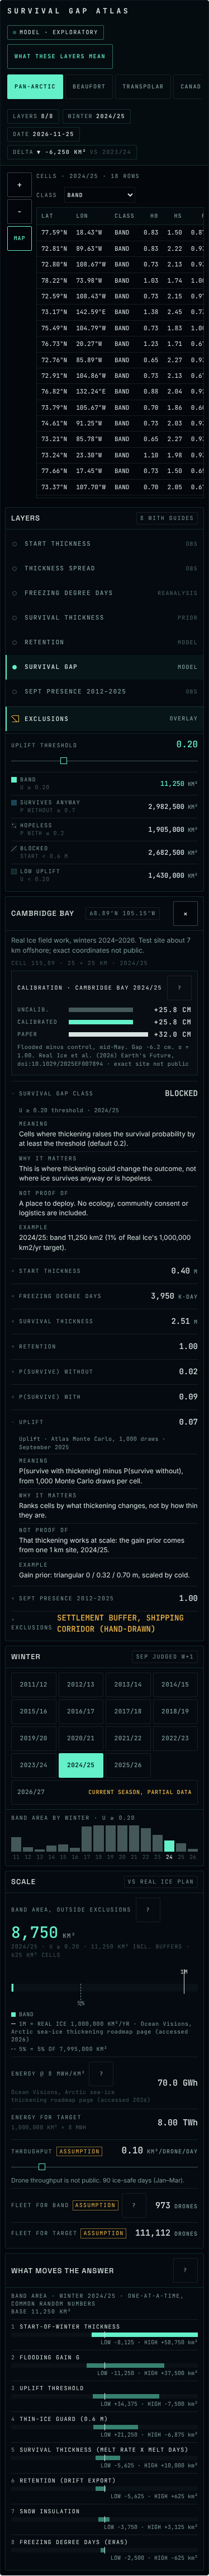 SURVIVAL GAP ATLAS
MODEL · EXPLORATORY
WHAT THESE LAYERS MEAN
PAN-ARCTIC
BEAUFORT
TRANSPOLAR
CANAD
LAYERS 8/8
WINTER 2024/25
DATE 2024-11-25
DELTA ▼ -6,250 KM² VS 2023/24
+
-
MAP
CELLS · 2024/25 · 18 ROWS
CLASS BAND
LAT LON CLASS H0 HS
77.59°N 18.43°W BAND 0.83 1.50
72.81°N 89.63°W BAND 0.83 2.22
72.80°N 108.67°W BAND 0.73 2.13
78.22°N 73.98°W BAND 1.03 1.74
72.59°N 108.43°W BAND 0.73 2.15
73.17°N 142.59°E BAND 1.38 2.45
75.49°N 104.79°W BAND 0.73 1.83
76.73°N 20.27°W BAND 1.23 1.71
72.76°N 85.89°W BAND 0.65 2.27
72.91°N 104.86°W BAND 0.73 2.13
76.82°N 132.24°E BAND 0.88 2.04
73.79°N 105.67°W BAND 0.70 1.86
74.61°N 91.25°W BAND 0.73 2.03
73.21°N 85.78°W BAND 0.65 2.27
73.24°N 23.30°W BAND 1.10 1.98
77.66°N 17.45°W BAND 0.73 1.50
73.37°N 107.70°W BAND 0.70 2.05
LAYERS
8 WITH GUIDES
START THICKNESS OBS
THICKNESS SPREAD OBS
FREEZING DEGREE DAYS REANALYSIS
SURVIVAL THICKNESS PRIOR
RETENTION MODEL
SURVIVAL GAP MODEL
SEPT PRESENCE 2012–2025 OBS
EXCLUSIONS OVERLAY
UPLIFT THRESHOLD 0.20
BAND 11,250 KM²
U ≥ 0.20
SURVIVES ANYWAY 2,982,500 KM²
P WITHOUT ≥ 0.7
HOPELESS 1,905,000 KM²
P WITH ≤ 0.2
BLOCKED 2,682,500 KM²
START < 0.6 M
LOW UPLIFT 1,430,000 KM²
U < 0.20
CAMBRIDGE BAY
68.89°N 105.15°W
×
Real Ice field work, winters 2024–2026. Test site about 7
km offshore; exact coordinates not public.
CELL 555,89 · 25 × 25 KM · 2024/25
CALIBRATION · CAMBRIDGE BAY 2024/25 ?
UNCALIB. +25.8 CM
CALIBRATED +25.8 CM
PAPER +32.0 CM
Flooded minus control, mid-May. Gap -6.2 cm. α =
1.00. Real Ice et al. (2026) Earth's Future,
doi:10.1029/2025EF007894 · exact site not public
SURVIVAL GAP CLASS BLOCKED
U ≥ 0.20 threshold · 2024/25
MEANING
Cells where thickening raises the survival probability by
at least the threshold (default 0.2).
WHY IT MATTERS
This is where thickening could change the outcome, not
where ice survives anyway or is hopeless.
NOT PROOF OF
A place to deploy. No ecology, community consent or
logistics are included.
EXAMPLE
2024/25: band 11,250 km2 (1% of Real Ice's 1,000,000
km2/yr target).
START THICKNESS 0.40 M
FREEZING DEGREE DAYS 3,950 K·DAY
SURVIVAL THICKNESS 2.51 M
RETENTION 1.00
P(SURVIVE) WITHOUT 0.02
P(SURVIVE) WITH 0.09
UPLIFT 0.07
Uplift · Atlas Monte Carlo, 1,000 draws ·
September 2025
MEANING
P(survive with thickening) minus P(survive without),
from 1,000 Monte Carlo draws per cell.
WHY IT MATTERS
Ranks cells by what thickening changes, not by how thin
they are.
NOT PROOF OF
That thickening works at scale: the gain prior comes
from one 1 km site, 2024/25.
EXAMPLE
Gain prior: triangular 0 / 0.32 / 0.70 m, scaled by cold.
SEPT PRESENCE 2012–2025 1.00
EXCLUSIONS
SETTLEMENT BUFFER, SHIPPING
CORRIDOR (HAND-DRAWN)
WINTER
SEP JUDGED W+1
2011/12 2012/13 2013/14 2014/15
2015/16 2016/17 2017/18 2018/19
2019/20 2020/21 2021/22 2022/23
2023/24 2024/25 2025/26
2026/27 CURRENT SEASON, PARTIAL DATA
BAND AREA BY WINTER · U ≥ 0.20
11 12 13 14 15 16 17 18 19 20 21 22 23 24 25 26
SCALE
VS REAL ICE PLAN
BAND AREA, OUTSIDE EXCLUSIONS ?
8,750 KM²
2024/25 · U ≥ 0.20 · 11,250 KM² INCL. BUFFERS
625 KM² CELLS
1M
5%
BAND
1M = REAL ICE 1,000,000 KM²/YR · Ocean Visions,
Arctic sea-ice thickening roadmap page (accessed
2026)
5% = 5% OF 7,995,000 KM²
ENERGY @ 8 MWH/KM² ?
70.0 GWh
Ocean Visions, Arctic sea-ice
thickening roadmap page (accessed 2026)
ENERGY FOR TARGET 8.00 TWh
1,000,000 KM² × 8 MWH
THROUGHPUT ASSUMPTION 0.10 KM²/DRONE/DAY
Drone throughput is not public. 90 ice-safe days (Jan–Mar).
FLEET FOR BAND ASSUMPTION ? 973 DRONES
FLEET FOR TARGET ASSUMPTION 111,112 DRONES
WHAT MOVES THE ANSWER ?
BAND AREA · WINTER 2024/25 · ONE-AT-A-TIME,
COMMON RANDOM NUMBERS
BASE 11,250 KM²
1 START-OF-WINTER THICKNESS
LOW -8,125 · HIGH +58,750 km²
2 FLOODING GAIN G
LOW -11,250 · HIGH +37,500 km²
3 UPLIFT THRESHOLD
LOW +34,375 · HIGH -7,500 km²
4 THIN-ICE GUARD (0.6 M)
LOW +21,250 · HIGH -6,875 km²
5 SURVIVAL THICKNESS (MELT RATE X MELT DAYS)
LOW -5,625 · HIGH +10,000 km²
6 RETENTION (DRIFT EXPORT)
LOW -5,625 · HIGH +625 km²
7 SNOW INSULATION
LOW -3,750 · HIGH +3,125 km²
8 FREEZING DEGREE DAYS (ERA5)
LOW -2,500 · HIGH -625 km²